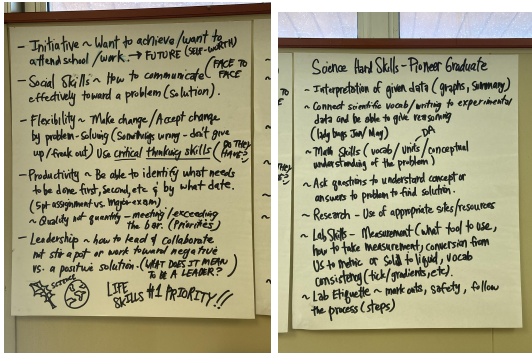 - Initiative ~ Want to achieve/want to
attend school/work. → FUTURE (SELF-WORTH)
- Social Skills ~ How to communicate (FACE TO
FACE
effectively toward a problem (solution).
- Flexibility ~ Make change/Accept change
by problem-solving (Something's wrong - don't give
up/freak out) Use critical thinking skills (DO THEY
HAVE?
- Productivity ~ Be able to identify what needs
to be done first, second, etc & by what date.
(5pt-assignment vs. major-exam)
~ Quality not quantity - meeting/exceeding
the bar. (Priorities)
- Leadership ~ how to lead & collaborate
not stir a pot or work toward negative
vs. a positive solution. (WHAT DOES IT MEAN
TO BE A LEADER?)
SCIENCE
LIFE
SKILLS #1 PRIORITY!!
Science Hard Skills - Pioneer Graduate
~ Interpretation of given data (graphs, summary)
~ Connect scientific vocab/writing to experimental
data and be able to give reasoning
(lady bugs Jan/May)
DA
~ Math Skills (vocab/units/conceptual
understanding of the problem)
~ Ask questions to understand concept or
answers to problem to find solution.
~ Research - Use of appropriate sites/resources
~ Lab Skills - Measurement (what tool to use,
how to take measurement, conversion from
US to metric or solid to liquid, vocab
consistency (tick/gradients, etc).
~ Lab Etiquette ~ mark outs, safety, follow
the process (steps)